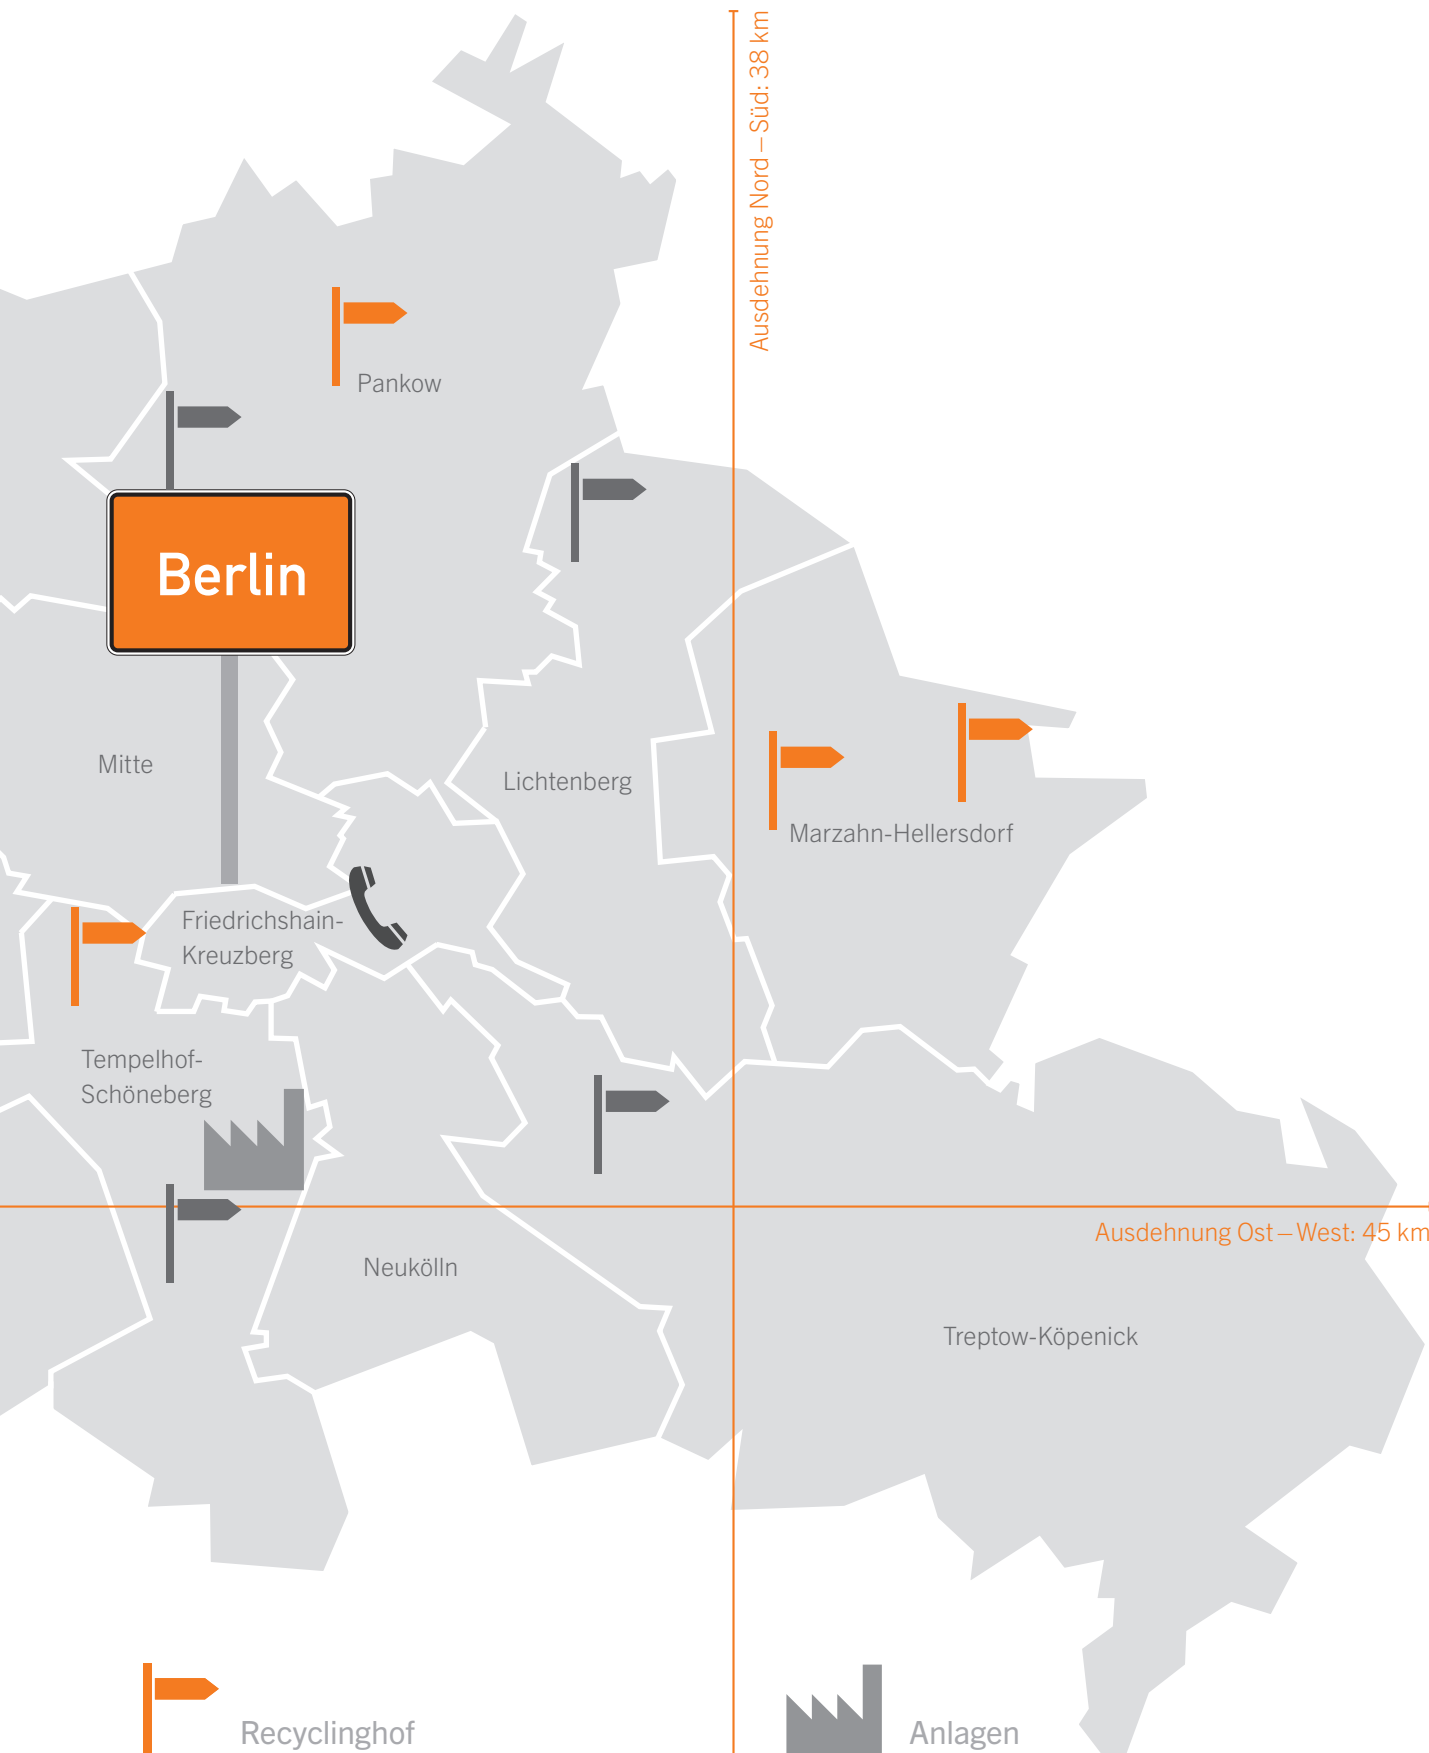 Ausdehnung Nord – Süd: 38 km
Pankow
Berlin
Mitte
Lichtenberg
Marzahn-Hellersdorf
Friedrichshain-
Kreuzberg
Tempelhof-
Schöneberg
Ausdehnung Ost – West: 45 km
Neukölln
Treptow-Köpenick
Recyclinghof
Anlagen